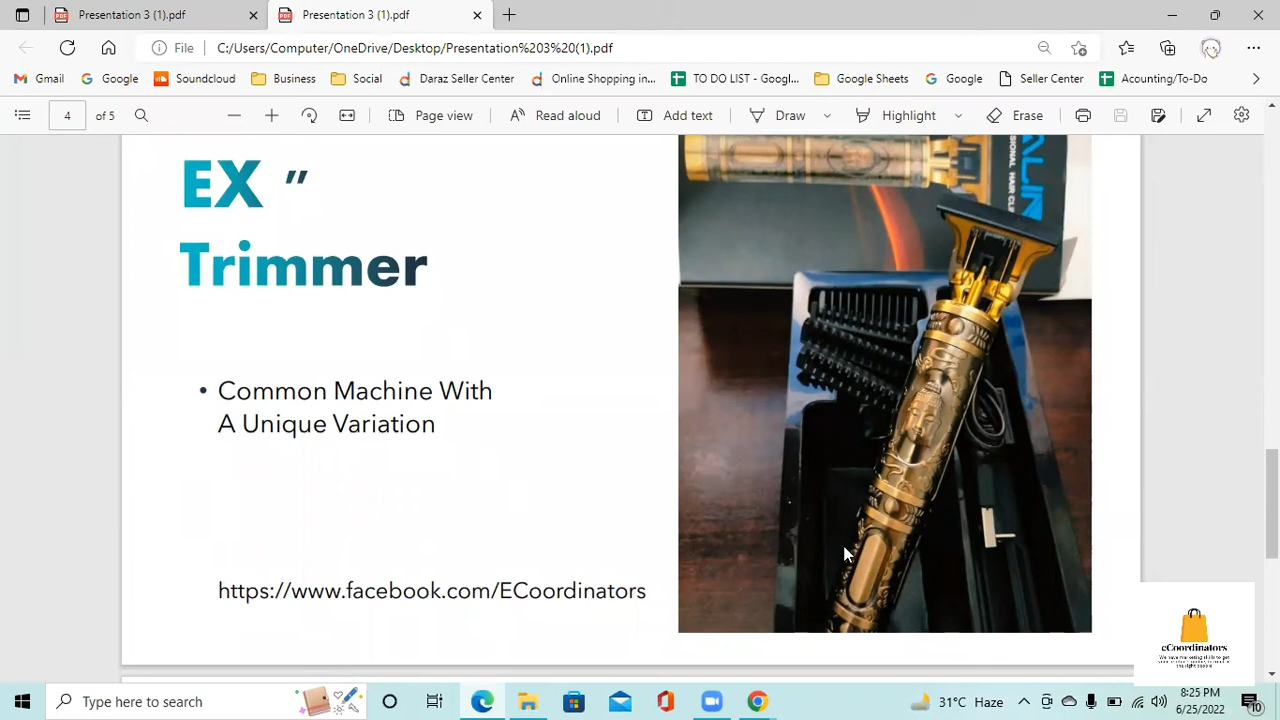 Presentation 3 (1).pdf
Presentation 3 (1).pdf
File C:/Users/Computer/OneDrive/Desktop/Presentation%203%20(1).pdf
Gmail Google Soundcloud Business Social Daraz Seller Center Online Shopping in... TO DO LIST - Googl... Google Sheets Google Seller Center Acounting/To-Do
4 of 5 Page view Read aloud Add text Draw Highlight Erase
EX ”
Trimmer
• Common Machine With
A Unique Variation
https://www.facebook.com/ECoordinators
HAIR
eCoordinators
Type here to search
31°C Haze
8:25 PM
6/25/2022
10